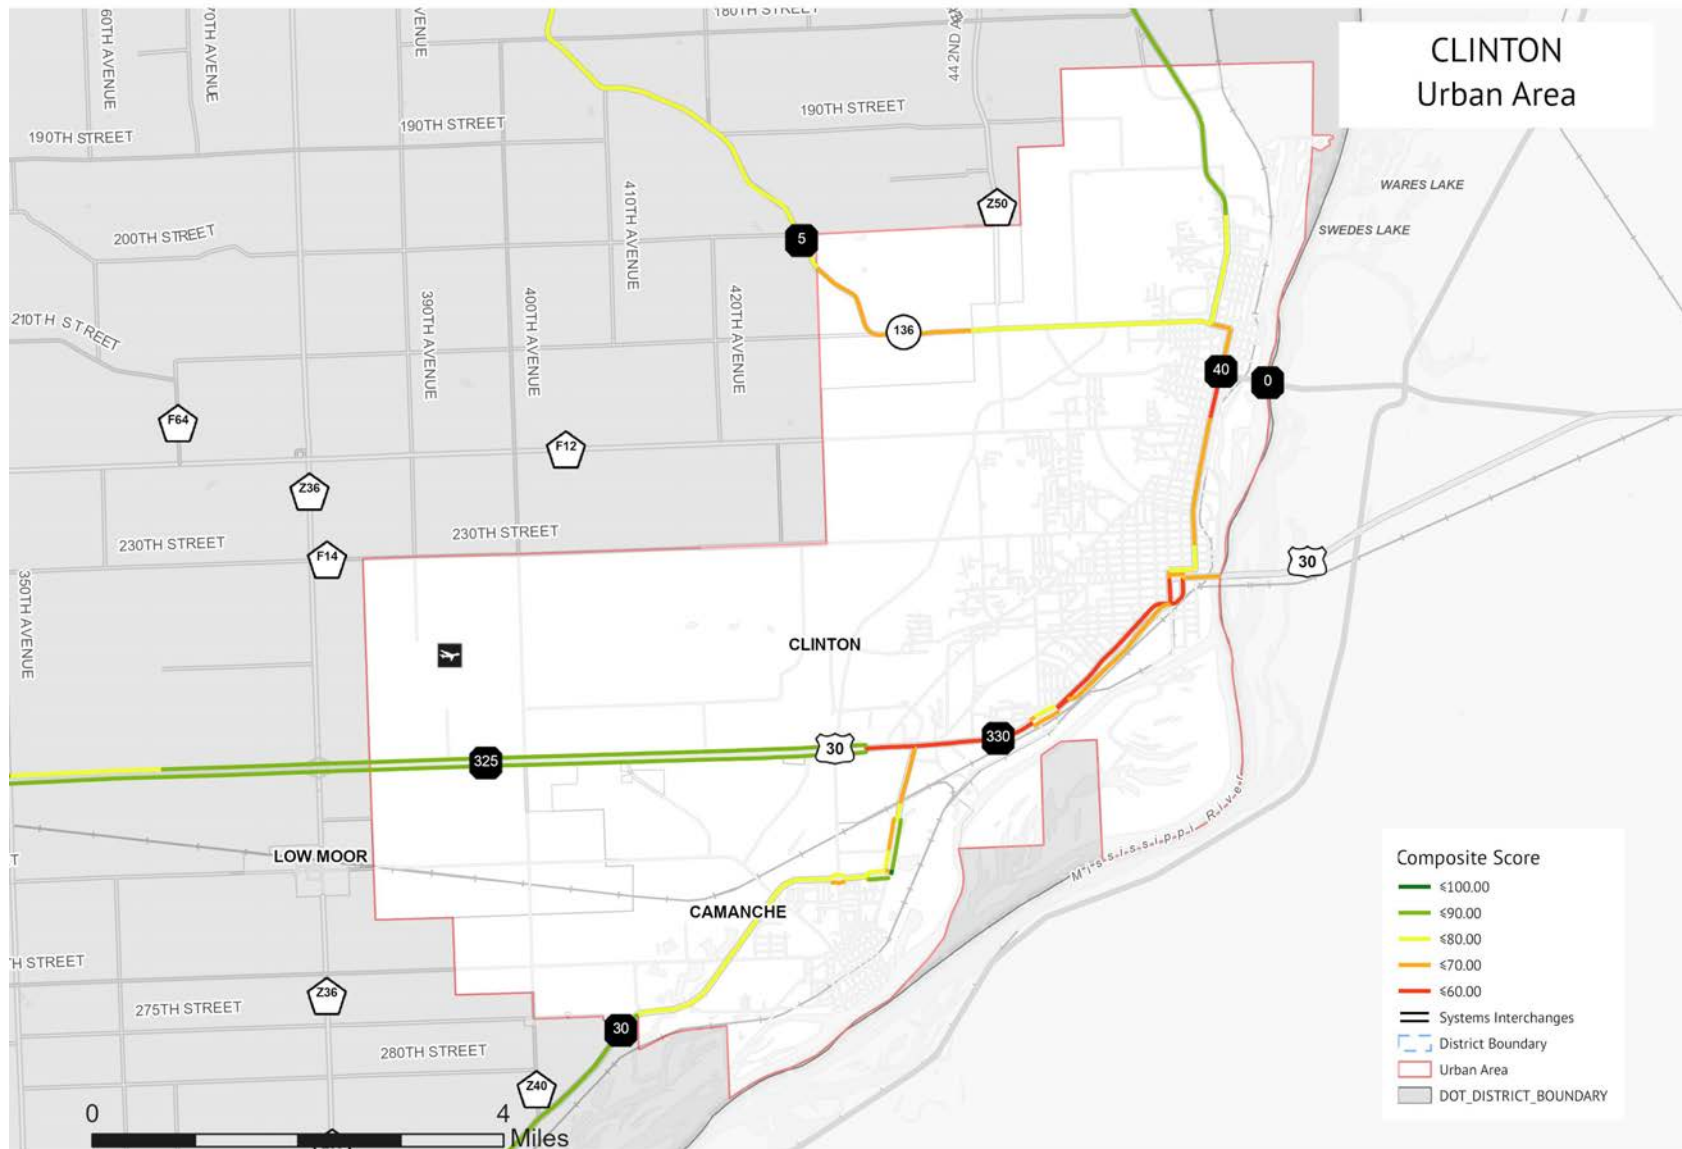 180TH STREET
60TH AVENUE
70TH AVENUE
AVENUE
442ND AV
CLINTON
Urban Area
190TH STREET
190TH STREET
190TH STREET
WARES LAKE
SWEDES LAKE
410TH AVENUE
Z50
200TH STREET
5
210TH STREET
390TH AVENUE
400TH AVENUE
420TH AVENUE
136
40
0
F64
F12
Z36
230TH STREET
230TH STREET
F14
30
350TH AVENUE
CLINTON
30
330
325
Mississippi River
LOW MOOR
T
CAMANCHE
H STREET
Z36
275TH STREET
30
280TH STREET
Z40
0
4
Miles
Composite Score
≤100.00
≤90.00
≤80.00
≤70.00
≤60.00
Systems Interchanges
District Boundary
Urban Area
DOT_DISTRICT_BOUNDARY